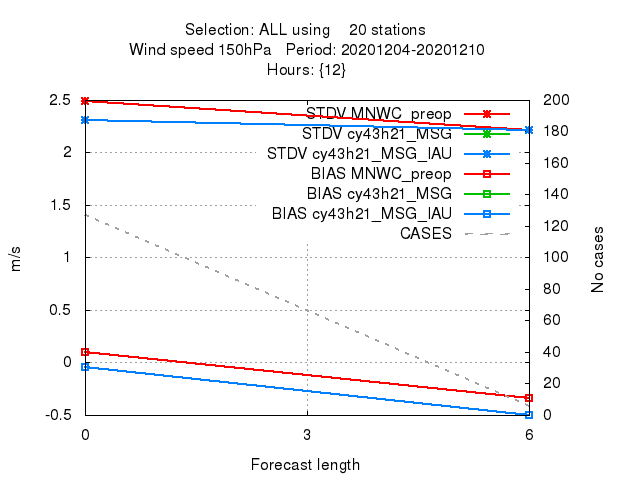 Selection: ALL using 20 stations
Wind speed 150hPa Period: 20201204-20201210
Hours: {12}
2.5 200
STDV MNWC_preop
180
STDV cy43h21_MSG
2 STDV cy43h21_MSG_IAU 160
BIAS MNWC_preop
BIAS cy43h21_MSG 140
1.5 BIAS cy43h21_MSG_IAU
CASES 120
m/s 1 100 No cases
80
0.5 60
40
0 20
-0.5 0
0 3 6
Forecast length